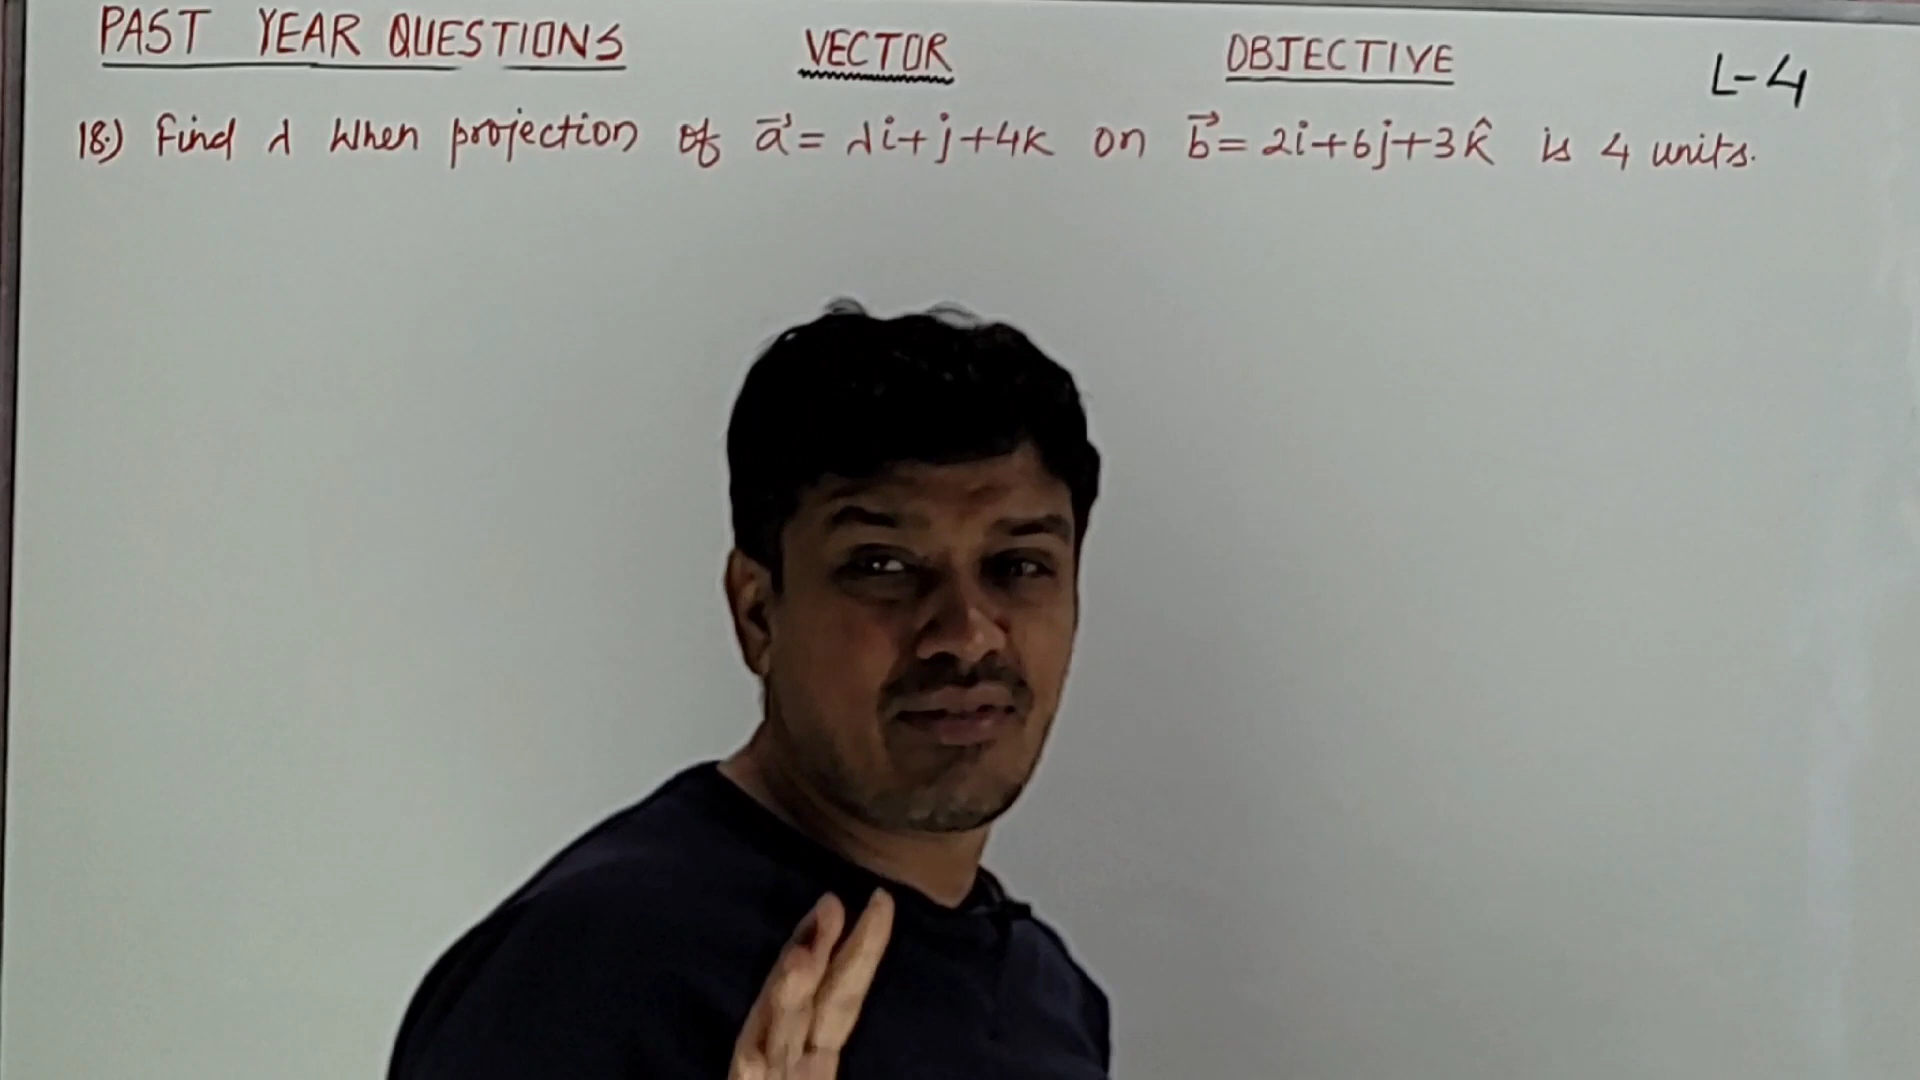 PAST YEAR QUESTIONS VECTOR OBJECTIVE L-4
18.) Find λ When projection of a⃗ = λi+j+4k on b⃗ = 2i+6j+3k̂ is 4 units.